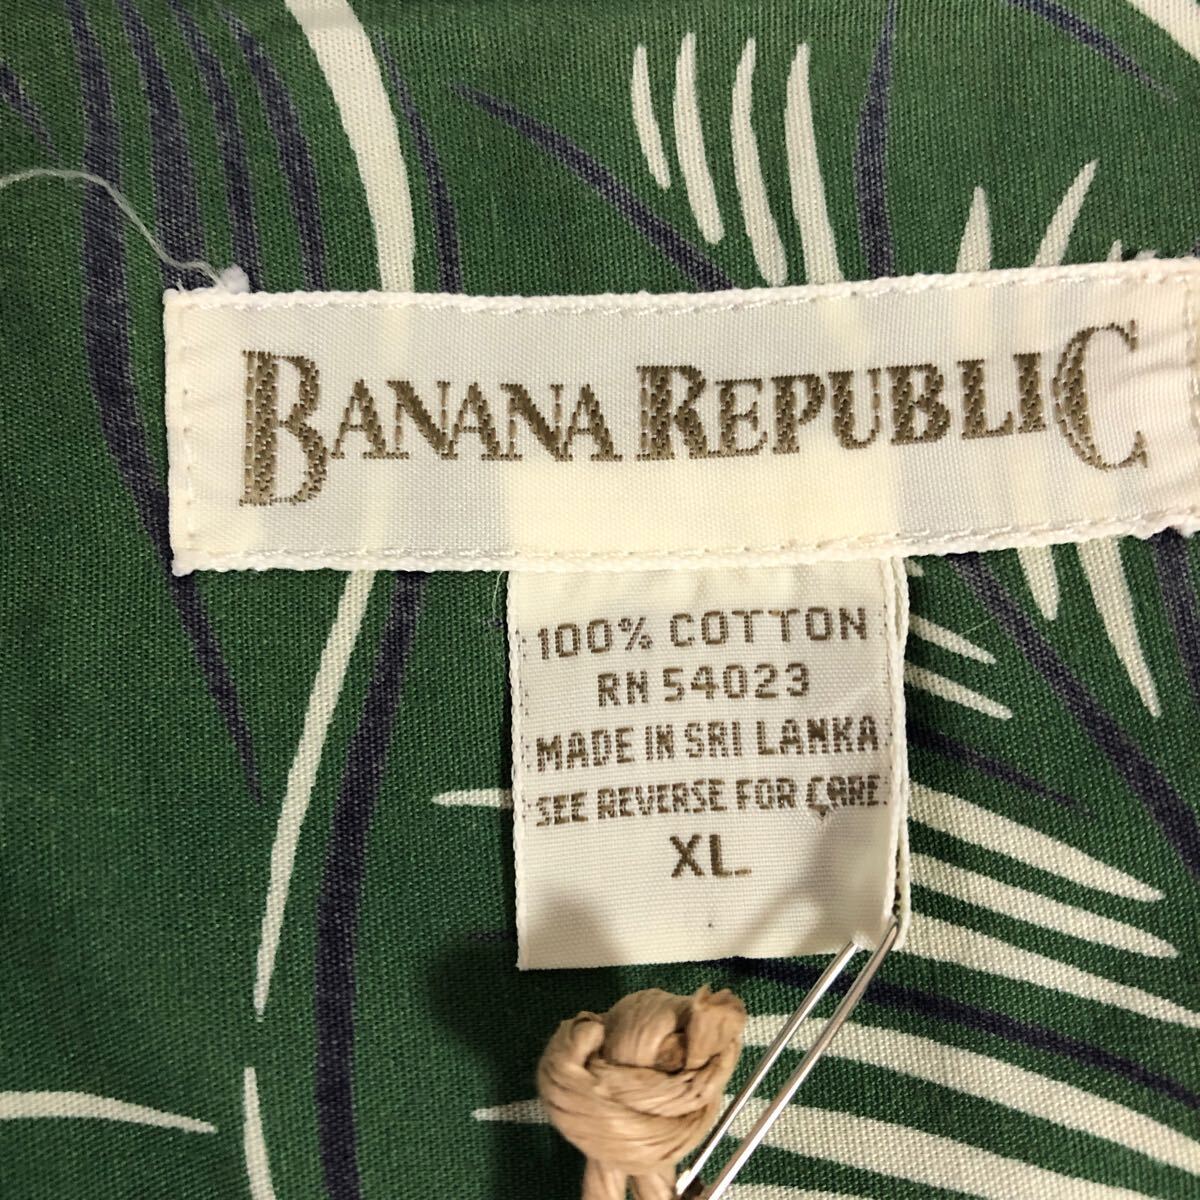 BANANA REPUBLIC
100% COTTON
RN 54023
MADE IN SRI LANKA
SEE REVERSE FOR CARE
XL